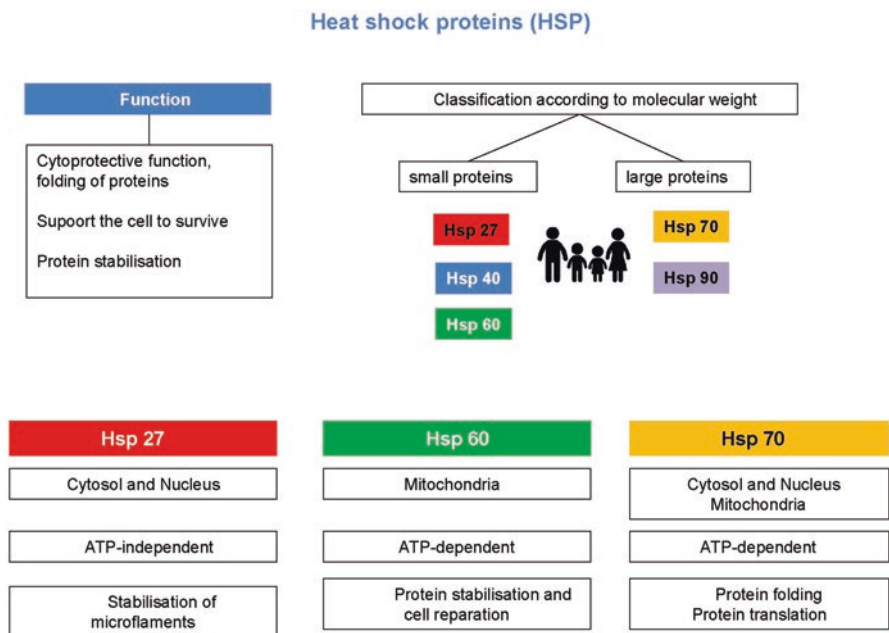 Heat shock proteins (HSP)
Function
Cytoprotective function,
folding of proteins
Supoort the cell to survive
Protein stabilisation
Classification according to molecular weight
small proteins
large proteins
Hsp 27
Hsp 40
Hsp 60
Hsp 70
Hsp 90
Hsp 27
Cytosol and Nucleus
ATP-independent
Stabilisation of
microflaments
Hsp 60
Mitochondria
ATP-dependent
Protein stabilisation and
cell reparation
Hsp 70
Cytosol and Nucleus
Mitochondria
ATP-dependent
Protein folding
Protein translation